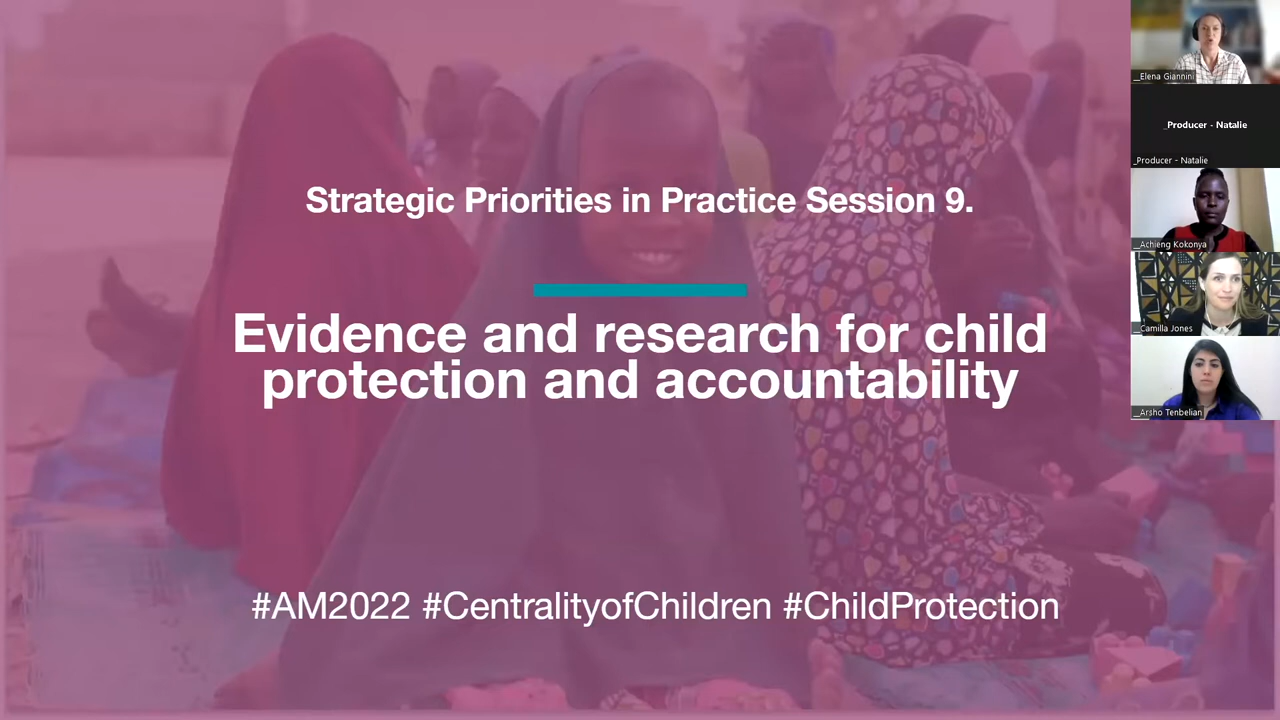 Strategic Priorities in Practice Session 9.
Evidence and research for child
protection and accountability
#AM2022 #CentralityofChildren #ChildProtection
_Elena Giannini
_Producer - Natalie
_Producer - Natalie
_Achieng Kokonya
_Camilla Jones
_Arsho Tenbelian